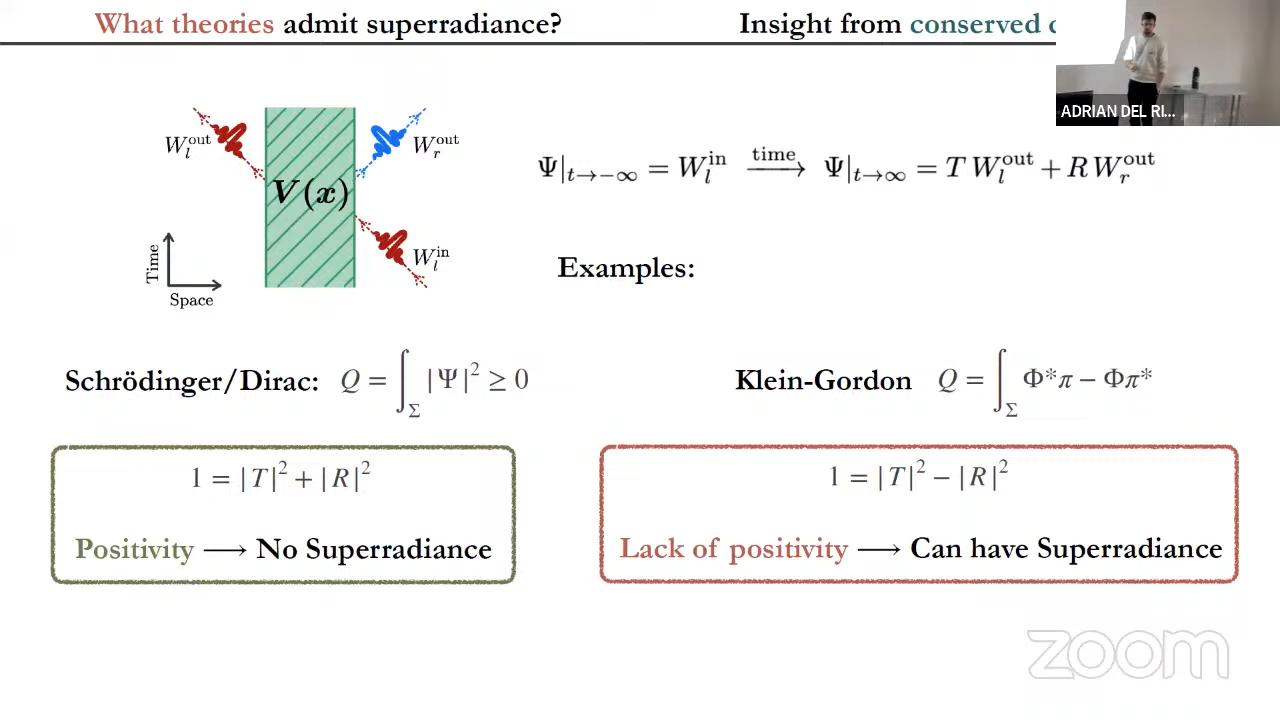 What theories admit superradiance?
Insight from conserved
ADRIAN DEL RI...
W_l^out
W_r^out
V(x)
W_l^in
Time
Space
Ψ|_{t→−∞} = W_l^in —time→ Ψ|_{t→∞} = T W_l^out + R W_r^out
Examples:
Schrödinger/Dirac: Q = ∫_Σ |Ψ|² ≥ 0
Klein-Gordon Q = ∫_Σ Φ*π − Φπ*
1 = |T|² + |R|²
Positivity ⟶ No Superradiance
1 = |T|² − |R|²
Lack of positivity ⟶ Can have Superradiance
zoom